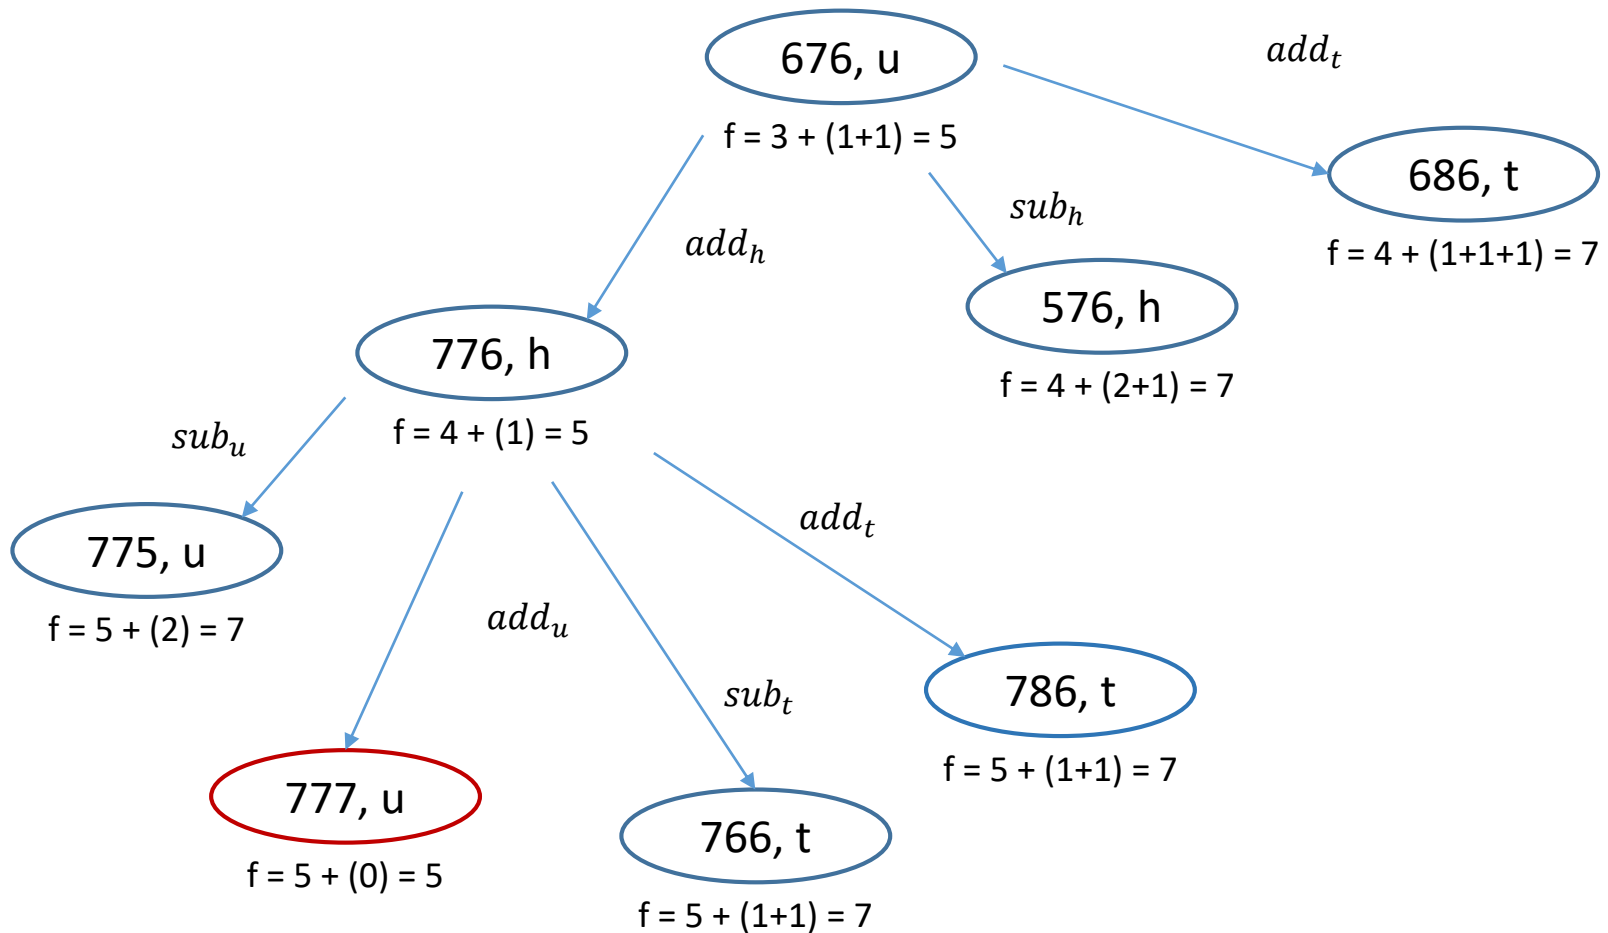 676, u
f = 3 + (1+1) = 5
add_t
686, t
f = 4 + (1+1+1) = 7
sub_h
576, h
f = 4 + (2+1) = 7
add_h
776, h
f = 4 + (1) = 5
sub_u
775, u
f = 5 + (2) = 7
add_u
777, u
f = 5 + (0) = 5
sub_t
766, t
f = 5 + (1+1) = 7
add_t
786, t
f = 5 + (1+1) = 7